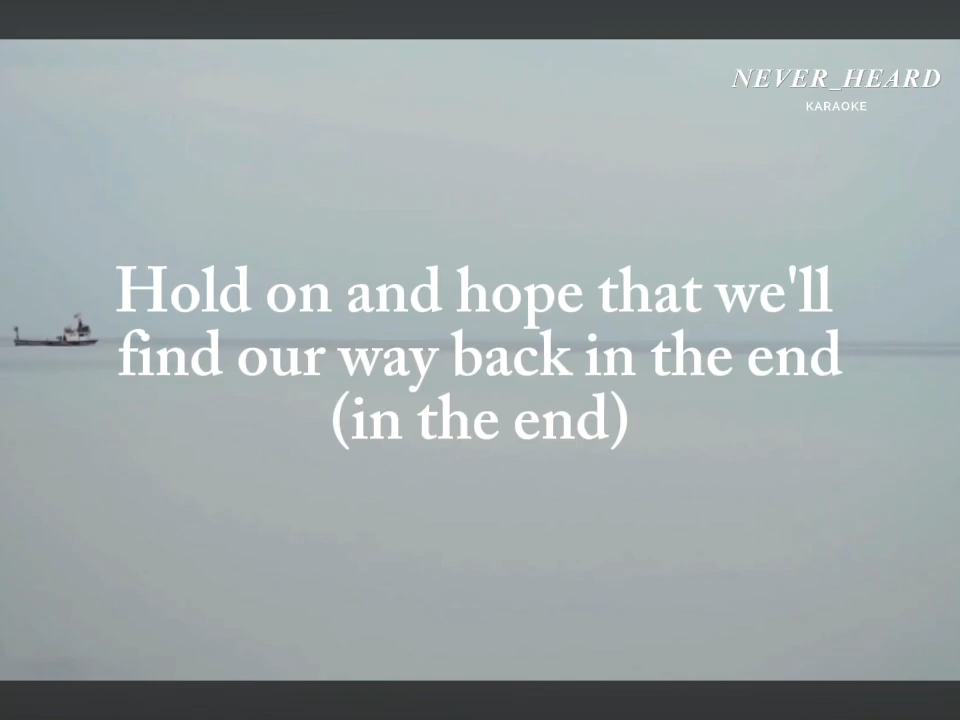 NEVER_HEARD
KARAOKE
Hold on and hope that we'll
find our way back in the end
(in the end)